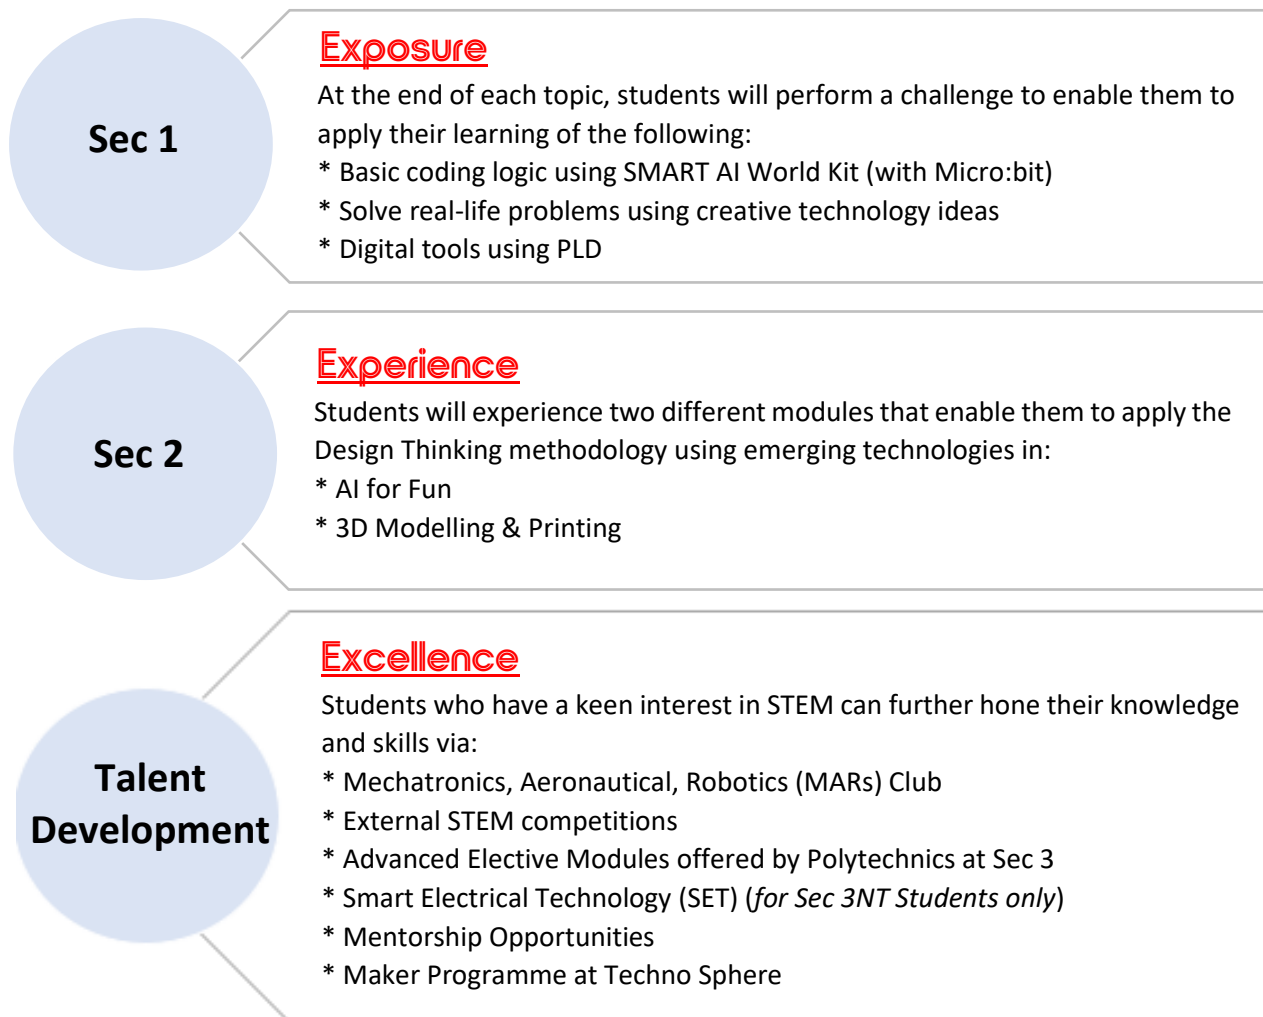 Sec 1
Exposure
At the end of each topic, students will perform a challenge to enable them to
apply their learning of the following:
* Basic coding logic using SMART AI World Kit (with Micro:bit)
* Solve real-life problems using creative technology ideas
* Digital tools using PLD
Sec 2
Experience
Students will experience two different modules that enable them to apply the
Design Thinking methodology using emerging technologies in:
* AI for Fun
* 3D Modelling & Printing
Talent
Development
Excellence
Students who have a keen interest in STEM can further hone their knowledge
and skills via:
* Mechatronics, Aeronautical, Robotics (MARs) Club
* External STEM competitions
* Advanced Elective Modules offered by Polytechnics at Sec 3
* Smart Electrical Technology (SET) (for Sec 3NT Students only)
* Mentorship Opportunities
* Maker Programme at Techno Sphere